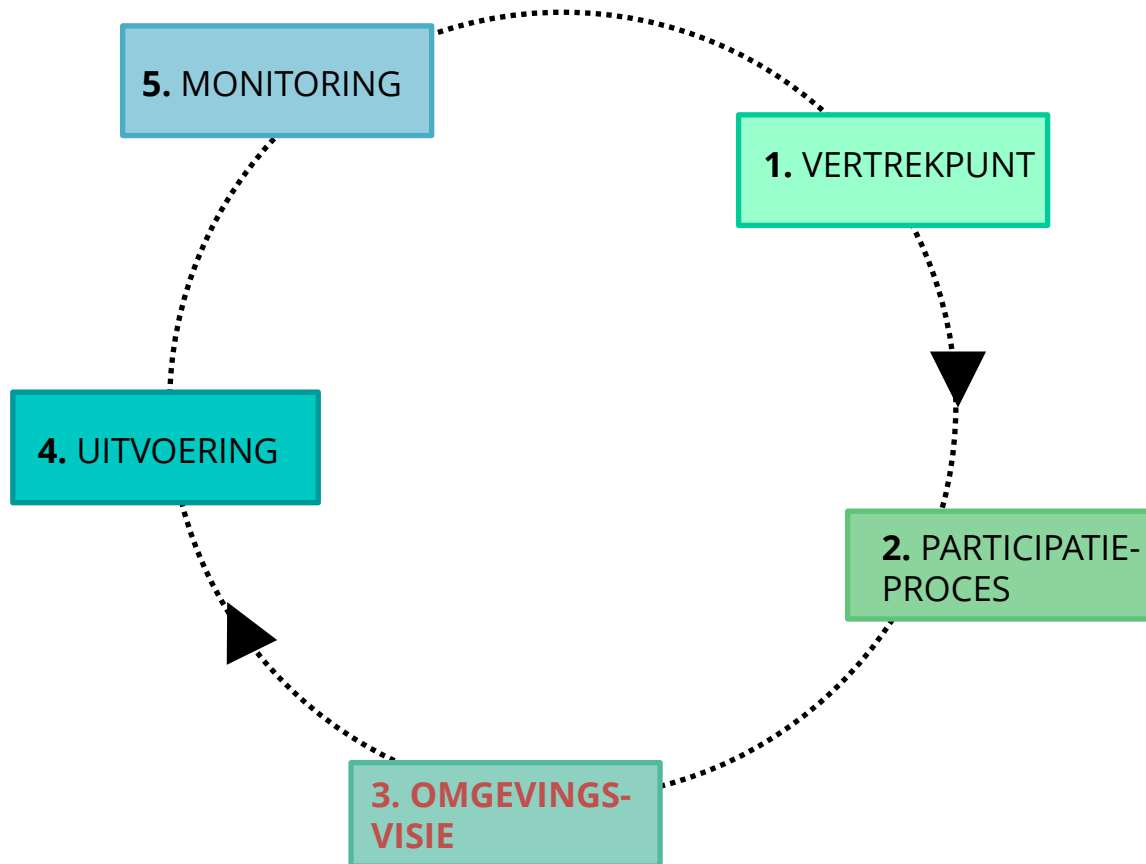 5. MONITORING
1. VERTREKPUNT
4. UITVOERING
2. PARTICIPATIE-
PROCES
3. OMGEVINGS-
VISIE